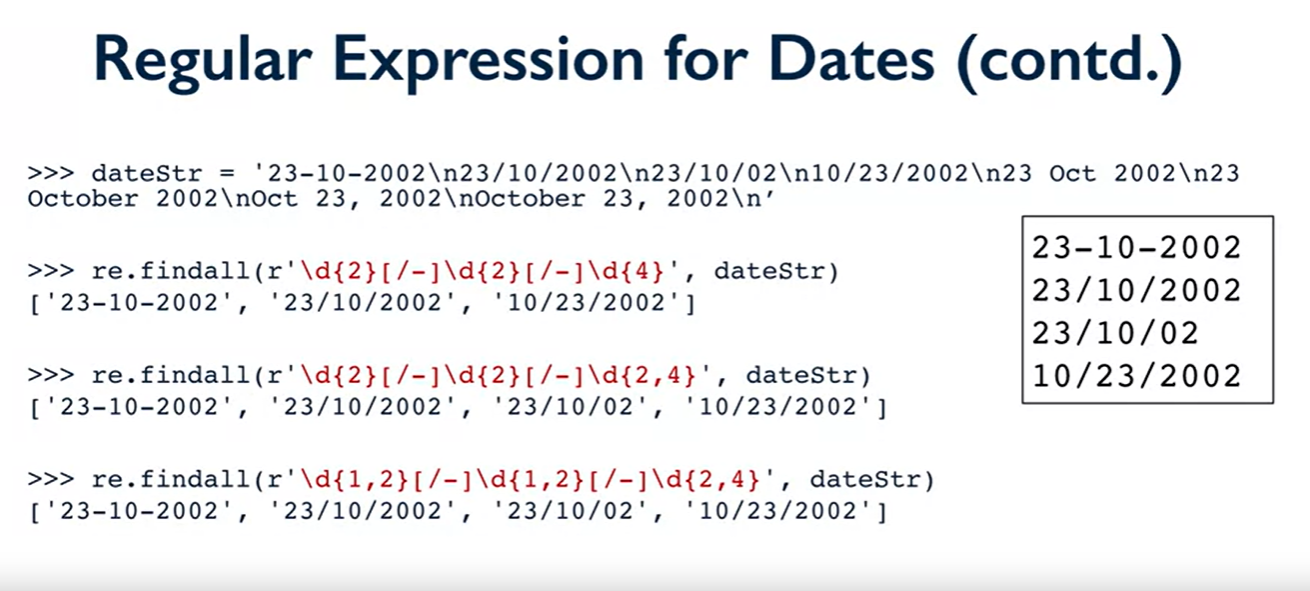 Regular Expression for Dates (contd.)
>>> dateStr = '23-10-2002\n23/10/2002\n23/10/02\n10/23/2002\n23 Oct 2002\n23
October 2002\nOct 23, 2002\nOctober 23, 2002\n’
>>> re.findall(r'\d{2}[/-]\d{2}[/-]\d{4}', dateStr)
['23-10-2002', '23/10/2002', '10/23/2002']
>>> re.findall(r'\d{2}[/-]\d{2}[/-]\d{2,4}', dateStr)
['23-10-2002', '23/10/2002', '23/10/02', '10/23/2002']
>>> re.findall(r'\d{1,2}[/-]\d{1,2}[/-]\d{2,4}', dateStr)
['23-10-2002', '23/10/2002', '23/10/02', '10/23/2002']
23-10-2002
23/10/2002
23/10/02
10/23/2002